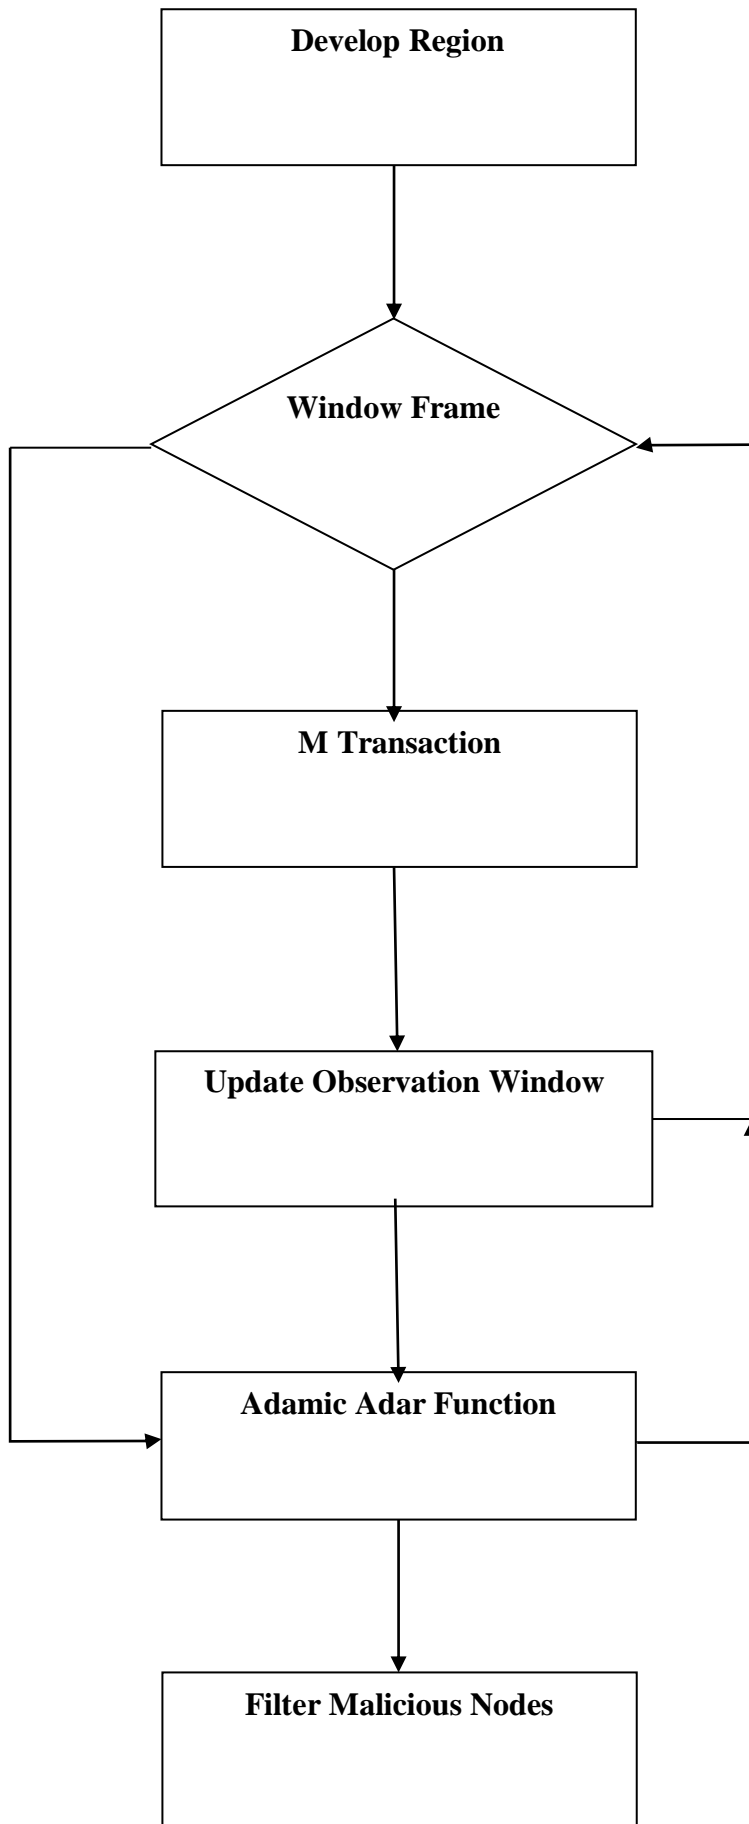 Develop Region
Window Frame
M Transaction
Update Observation Window
Adamic Adar Function
Filter Malicious Nodes